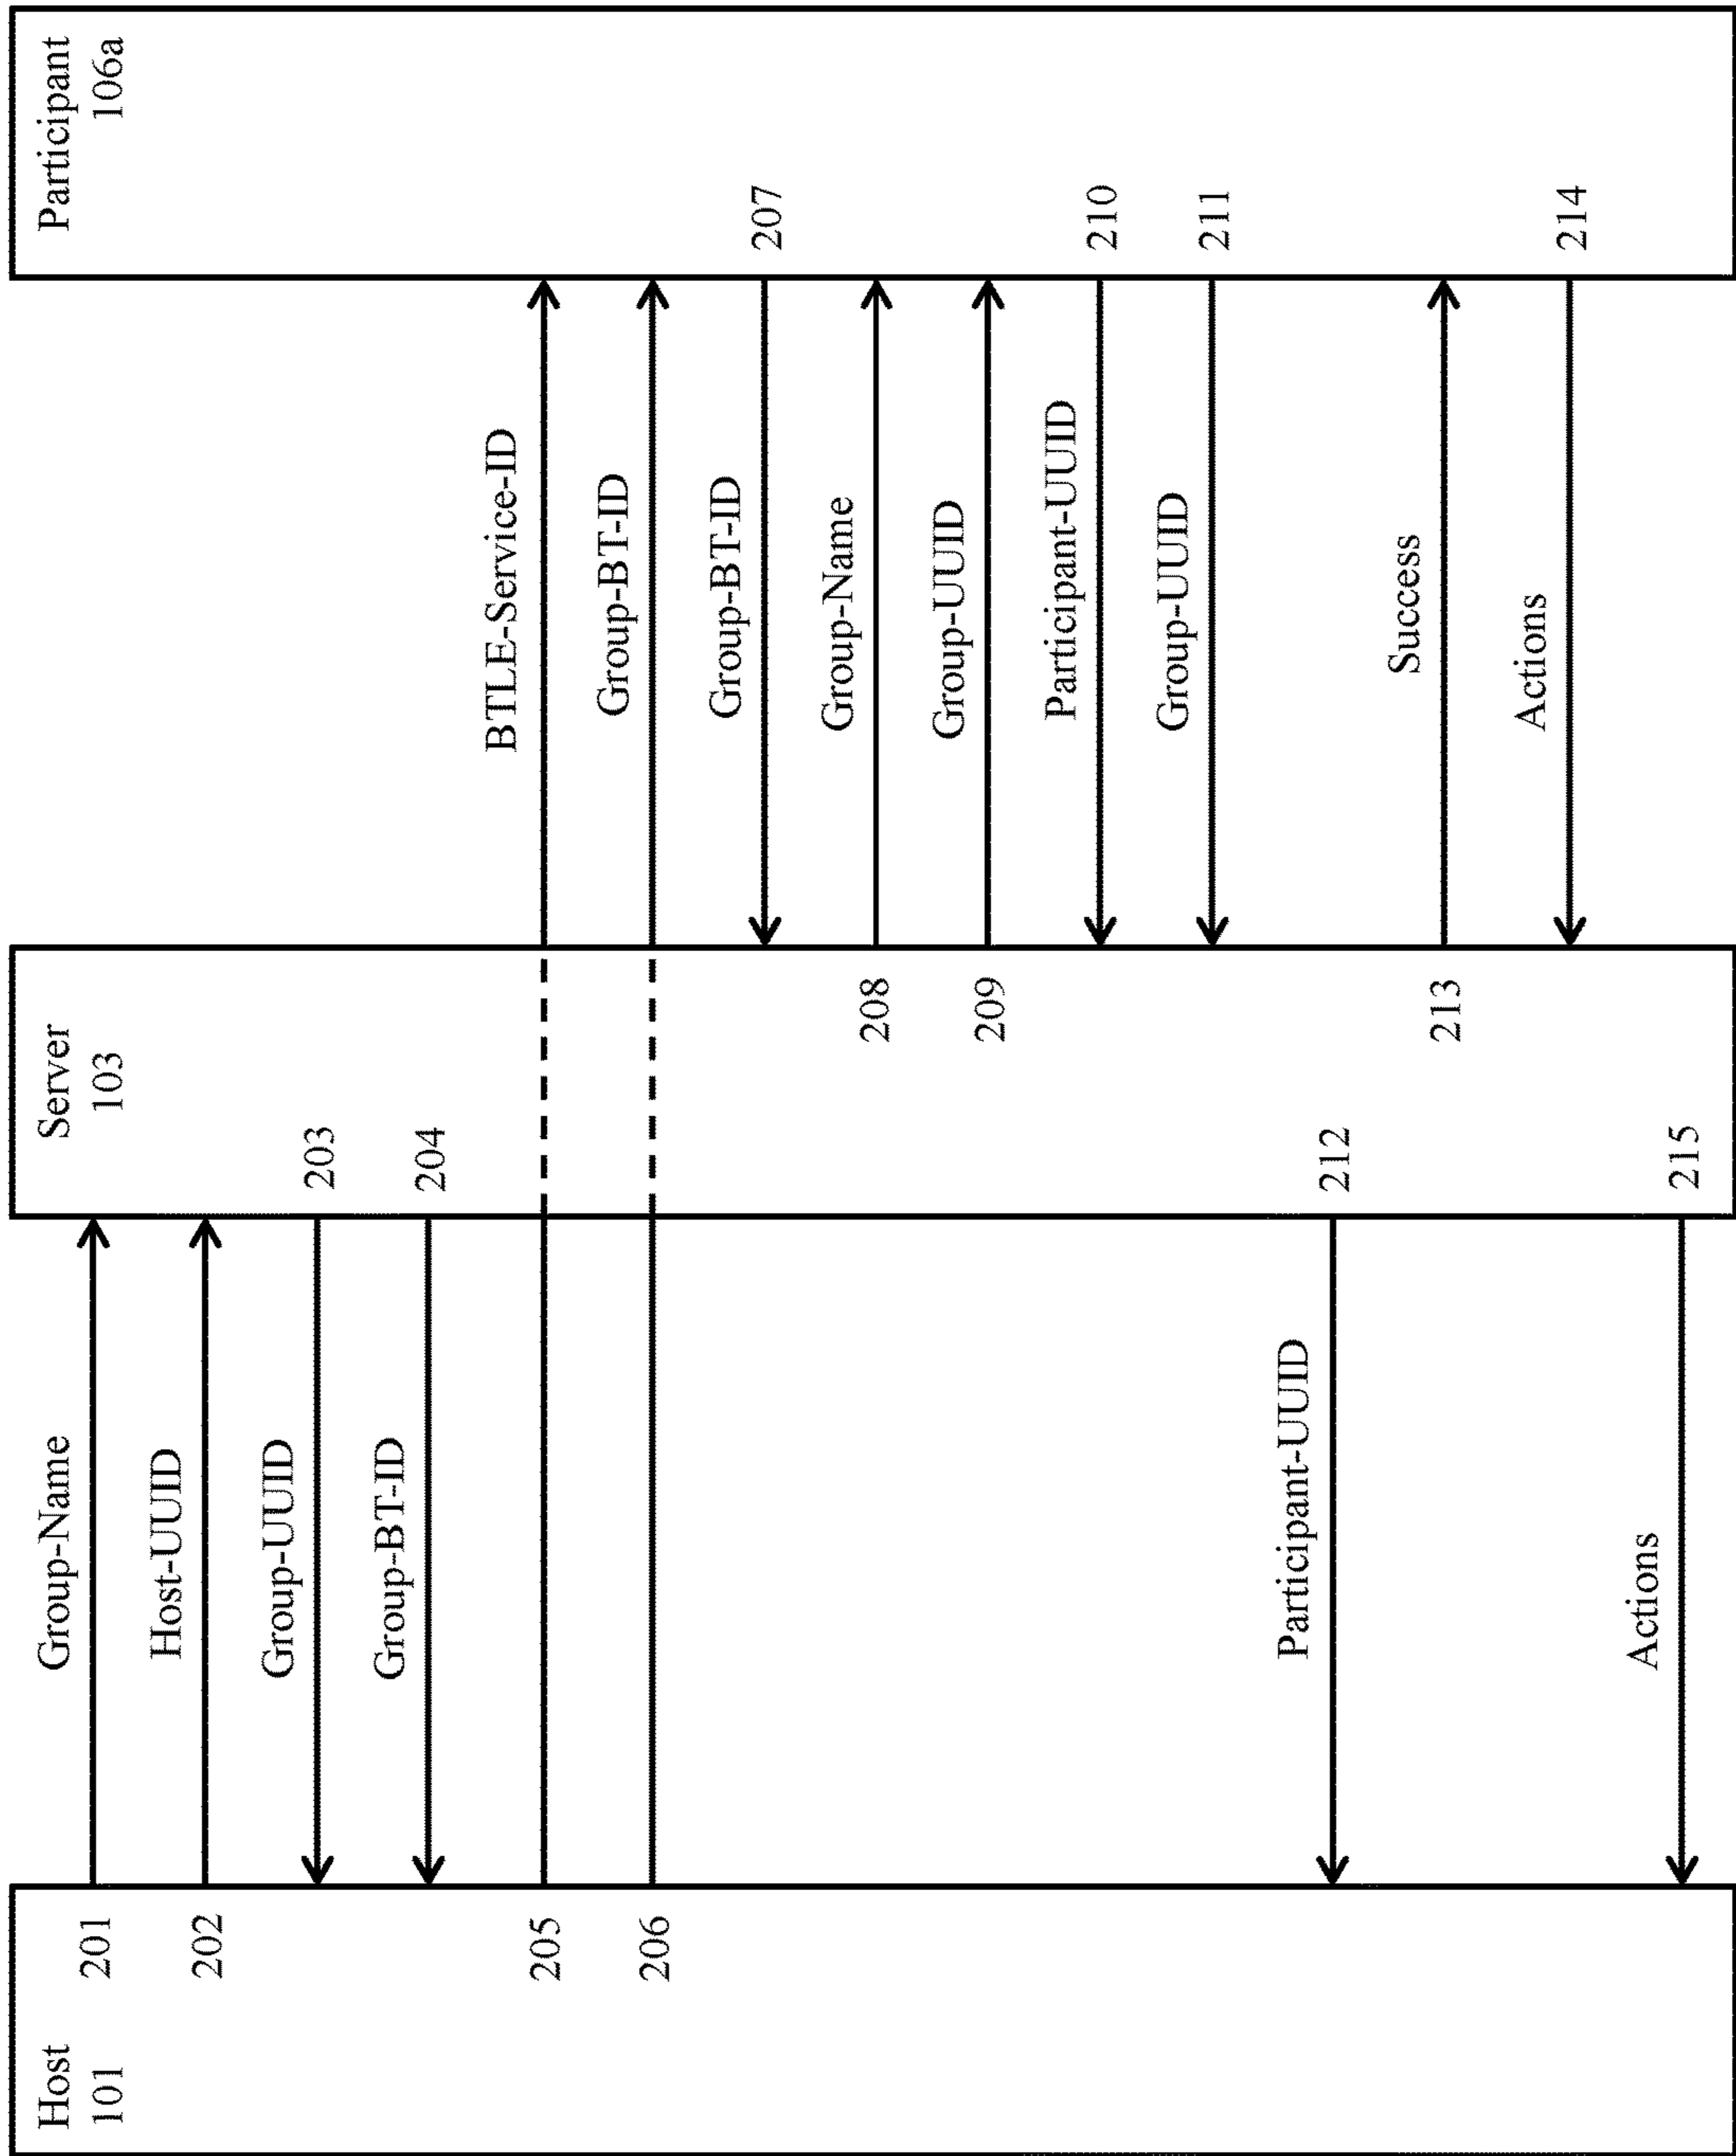 Host
101
Server
103
Participant
106a
201
Group-Name
202
Host-UUID
Group-UUID
203
Group-BT-ID
204
205
BTLE-Service-ID
206
Group-BT-ID
Group-BT-ID
207
208
Group-Name
209
Group-UUID
Participant-UUID
210
Group-UUID
211
Participant-UUID
212
213
Success
Actions
214
Actions
215